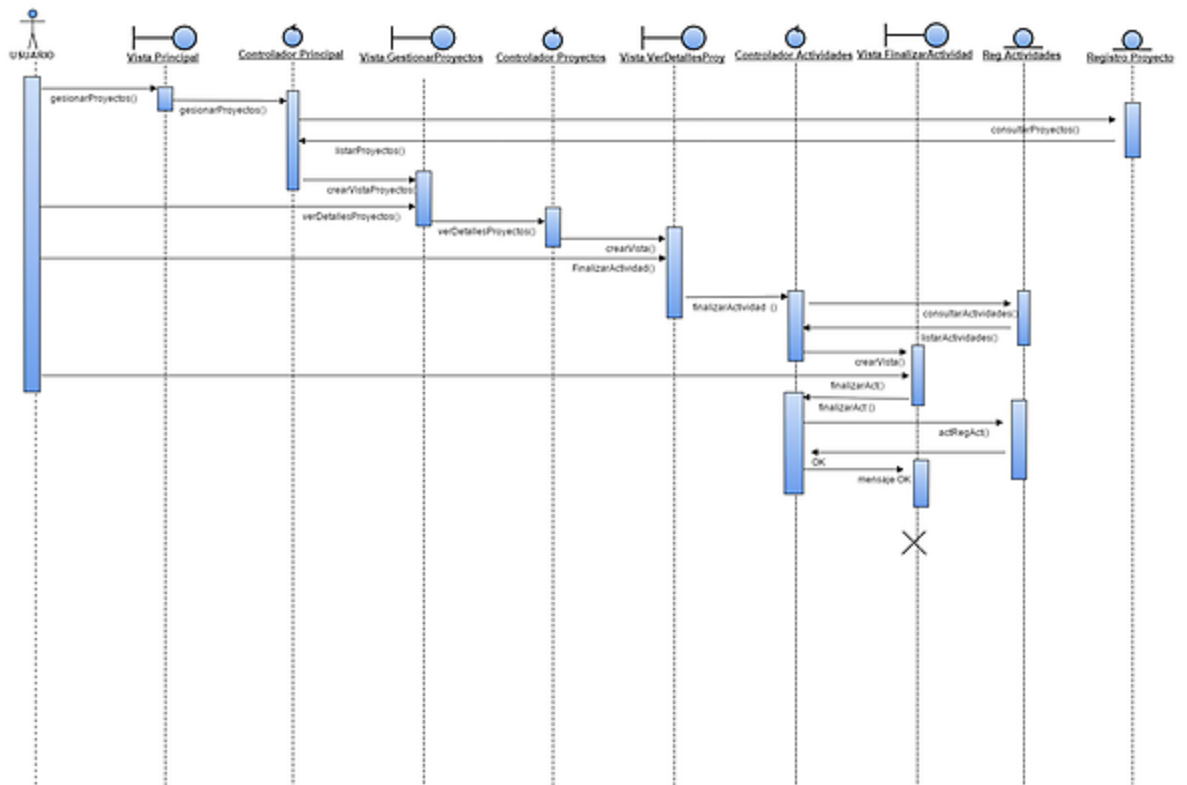 USUARIO
Vista Principal
Controlador Principal
Vista GestionarProyectos
Controlador Proyectos
Vista VerDetallesProy
Controlador Actividades
Vista FinalizarActividad
Reg.Actividades
Registro Proyecto
gesionarProyectos()
gesionarProyectos()
consultarProyectos()
listarProyectos()
crearVistaProyectos(
verDetallesProyectos()
verDetallesProyectos()
crearVista()
FinalizarActividad()
finalizarActividad ()
consultarActividades()
listarActividades()
crearVista()
finalizarAct()
finalizarAct ()
actRegAct()
OK
mensaje OK